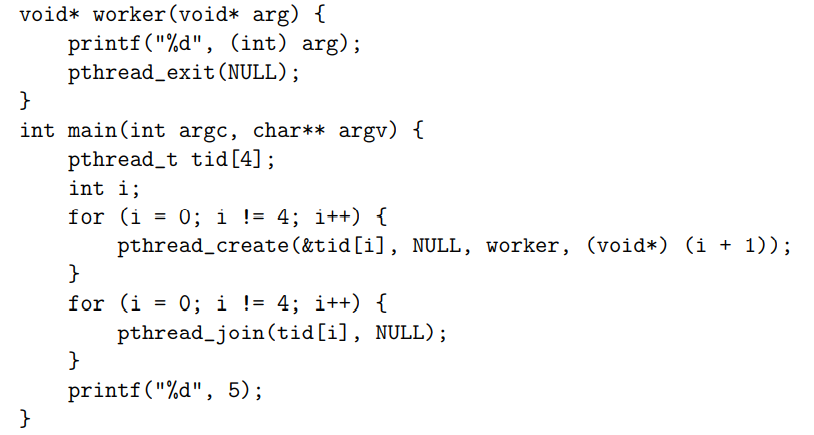 void* worker(void* arg) {
    printf("%d", (int) arg);
    pthread_exit(NULL);
}
int main(int argc, char** argv) {
    pthread_t tid[4];
    int i;
    for (i = 0; i != 4; i++) {
        pthread_create(&tid[i], NULL, worker, (void*) (i + 1));
    }
    for (i = 0; i != 4; i++) {
        pthread_join(tid[i], NULL);
    }
    printf("%d", 5);
}